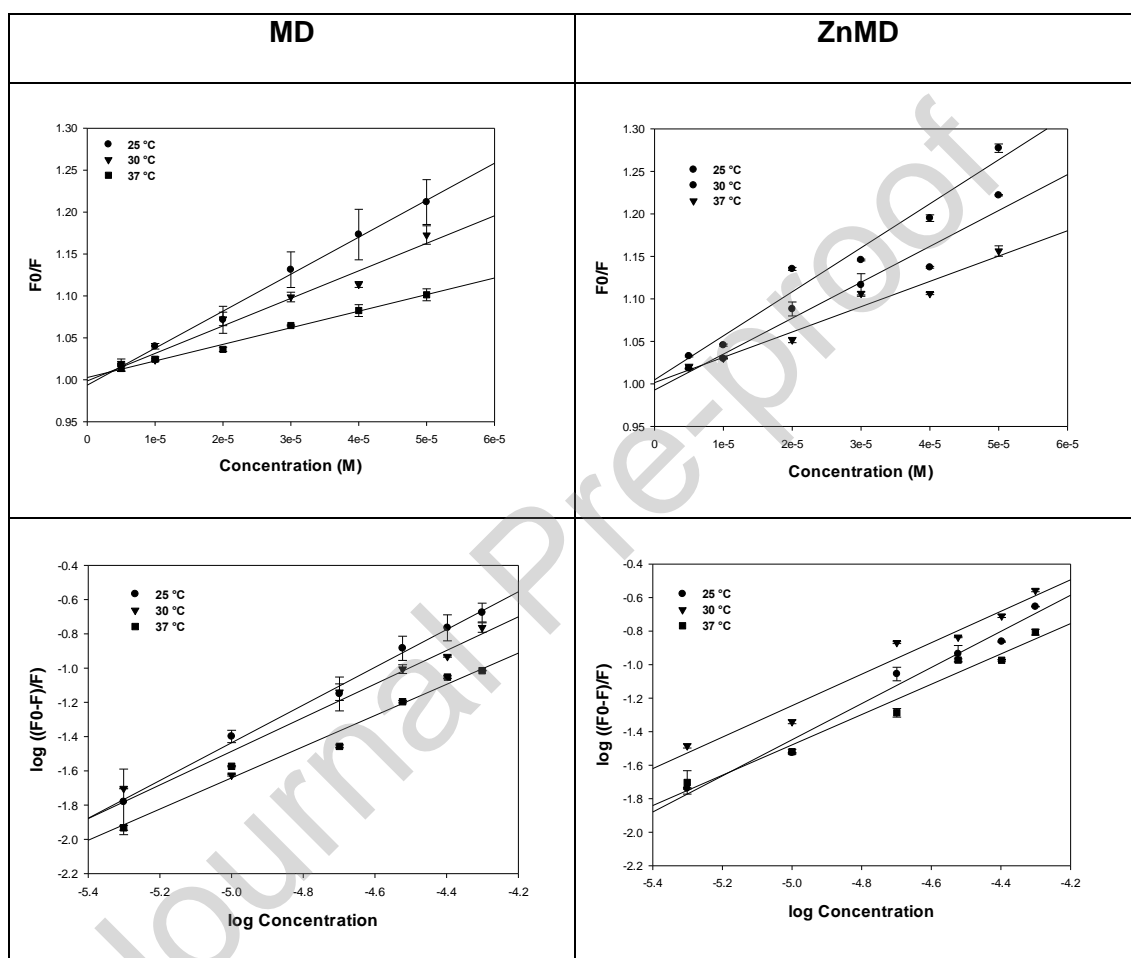 MD
ZnMD
1.30
1.25
1.20
1.15
1.10
1.05
1.00
0.95
F0/F
25 °C
30 °C
37 °C
0 1e-5 2e-5 3e-5 4e-5 5e-5 6e-5
Concentration (M)
1.30
1.25
1.20
1.15
1.10
1.05
1.00
0.95
F0/F
25 °C
30 °C
37 °C
0 1e-5 2e-5 3e-5 4e-5 5e-5 6e-5
Concentration (M)
-0.4
-0.6
-0.8
-1.0
-1.2
-1.4
-1.6
-1.8
-2.0
-2.2
log ((F0-F)/F)
25 °C
30 °C
37 °C
-5.4 -5.2 -5.0 -4.8 -4.6 -4.4 -4.2
log Concentration
-0.4
-0.6
-0.8
-1.0
-1.2
-1.4
-1.6
-1.8
-2.0
-2.2
log ((F0-F)/F)
25 °C
30 °C
37 °C
-5.4 -5.2 -5.0 -4.8 -4.6 -4.4 -4.2
log Concentration
Journal Pre-proof